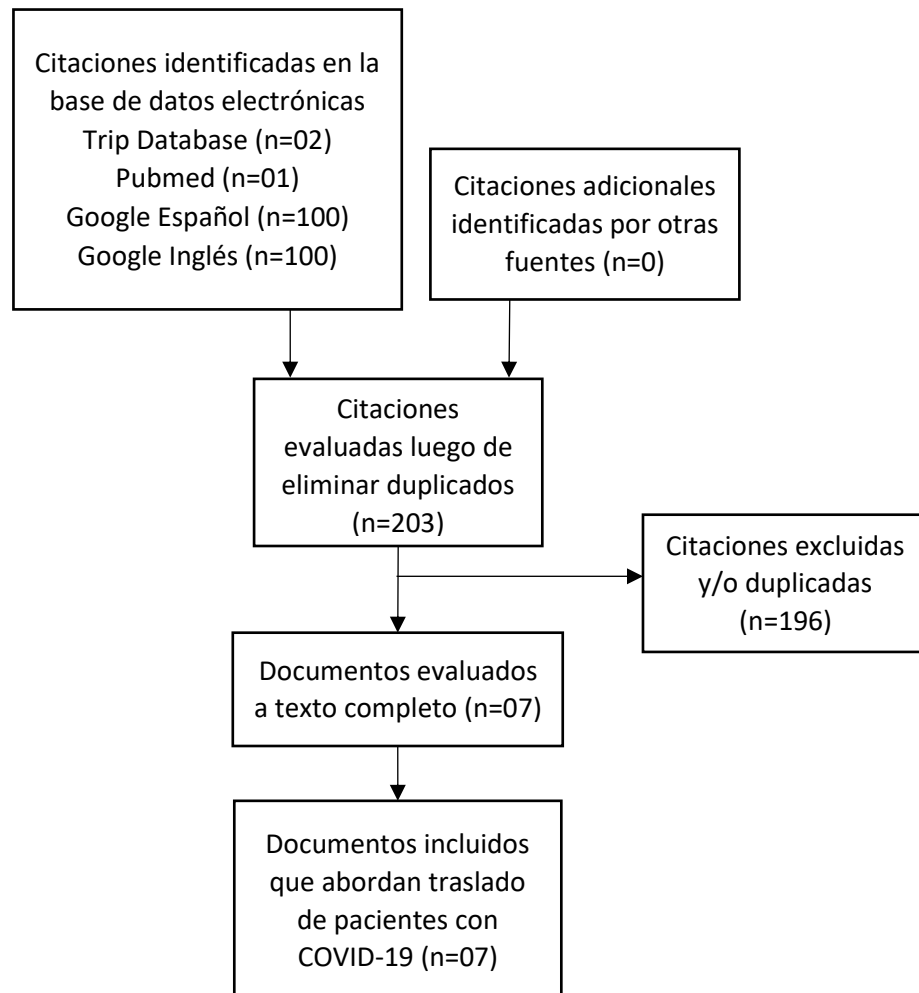 Citaciones identificadas en la
base de datos electrónicas
Trip Database (n=02)
Pubmed (n=01)
Google Español (n=100)
Google Inglés (n=100)
Citaciones adicionales
identificadas por otras
fuentes (n=0)
Citaciones
evaluadas luego de
eliminar duplicados
(n=203)
Citaciones excluidas
y/o duplicadas
(n=196)
Documentos evaluados
a texto completo (n=07)
Documentos incluidos
que abordan traslado
de pacientes con
COVID-19 (n=07)